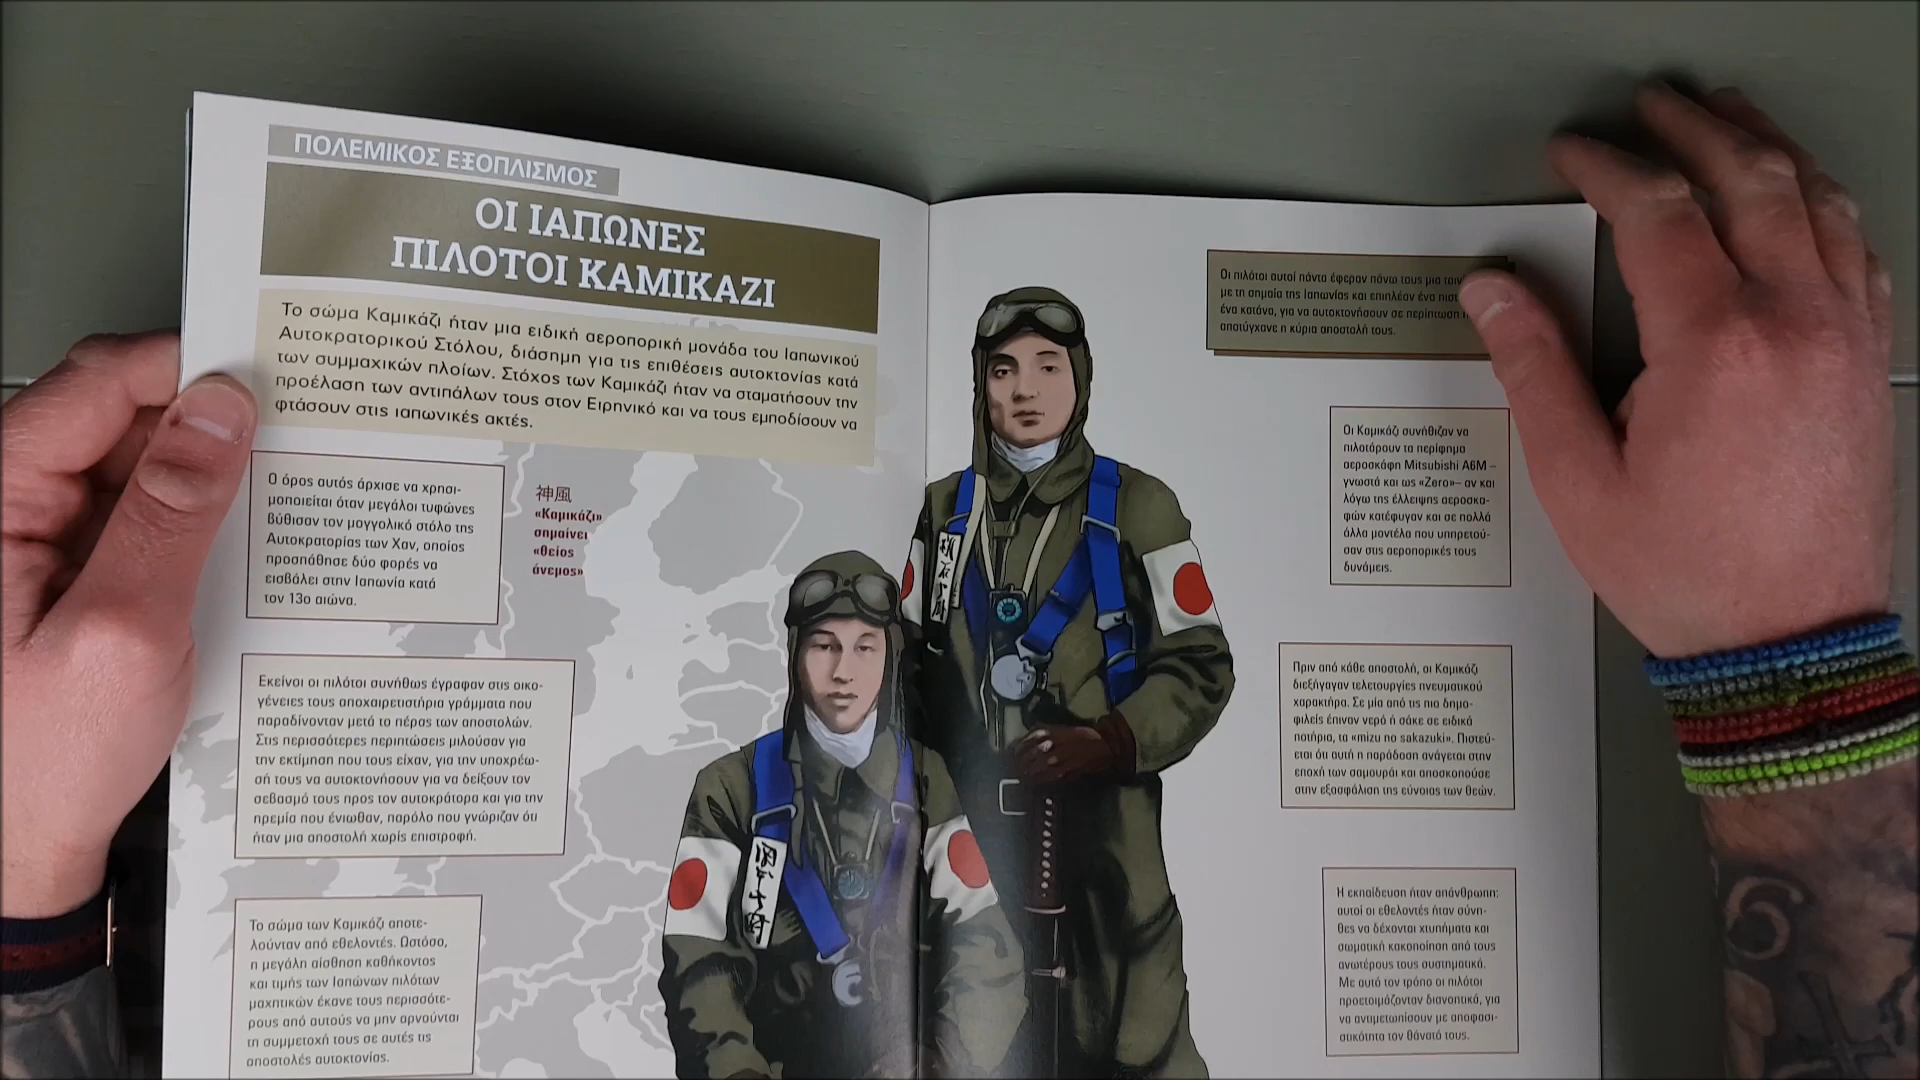 ΠΟΛΕΜΙΚΟΣ ΕΞΟΠΛΙΣΜΟΣ
ΟΙ ΙΑΠΩΝΕΣ
ΠΙΛΟΤΟΙ ΚΑΜΙΚΑΖΙ
Το σώμα Καμικάζι ήταν μια ειδική αεροπορική μονάδα του Ιαπωνικού
Αυτοκρατορικού Στόλου, διάσημη για τις επιθέσεις αυτοκτονίας κατά
των συμμαχικών πλοίων. Στόχος των Καμικάζι ήταν να σταματήσουν την
προέλαση των αντιπάλων τους στον Ειρηνικό και να τους εμποδίσουν να
φτάσουν στις ιαπωνικές ακτές.
Ο όρος αυτός άρχισε να χρησι-
μοποιείται όταν μεγάλοι τυφώνες
βύθισαν τον μογγολικό στόλο της
Αυτοκρατορίας των Χαν, οποίος
προσπάθησε δύο φορές να
εισβάλει στην Ιαπωνία κατά
τον 13ο αιώνα.
神風
«Καμικάζι»
σημαίνει
«θείος
άνεμος»
Εκείνοι οι πιλότοι συνήθως έγραφαν στις οικο-
γένειές τους αποχαιρετιστήρια γράμματα που
παραδίνονταν μετά το πέρας των αποστολών.
Στις περισσότερες περιπτώσεις μιλούσαν για
την εκτίμηση που τους είχαν, για την υποχρέω-
σή τους να αυτοκτονήσουν για να δείξουν τον
σεβασμό τους προς τον αυτοκράτορα και για την
ηρεμία που ένιωθαν, παρόλο που γνώριζαν ότι
ήταν μια αποστολή χωρίς επιστροφή.
Το σώμα των Καμικάζι αποτε-
λούνταν από εθελοντές. Ωστόσο,
η μεγάλη αίσθηση καθήκοντος
και τιμής των Ιαπώνων πιλότων
μαχητικών έκανε τους περισσότε-
ρους από αυτούς να μην αρνούνται
τη συμμετοχή τους σε αυτές τις
αποστολές αυτοκτονίας.
Οι πιλότοι αυτοί πάντα έφεραν πάνω τους μια
με τη σημαία της Ιαπωνίας και επιπλέον ένα
ένα κατάνα, για να αυτοκτονήσουν σε περίπτωση
αποτύγχανε η κύρια αποστολή τους.
Οι Καμικάζι συνήθιζαν να
πιλοτάρουν τα περίφημα
αεροσκάφη Mitsubishi A6M –
γνωστά και ως «Zero»– αν και
λόγω της έλλειψης αεροσκα-
φών κατέφυγαν και σε πολλά
άλλα μοντέλα που υπηρετού-
σαν στις αεροπορικές τους
δυνάμεις.
Πριν από κάθε αποστολή, οι Καμικάζι
διεξήγαγαν τελετουργίες πνευματικού
χαρακτήρα. Σε μία από τις πιο δημο-
φιλείς έπιναν νερό ή σάκε σε ειδικά
ποτήρια, τα «mizu no sakazuki». Πιστεύ-
εται ότι αυτή η παράδοση ανάγεται στην
εποχή των σαμουράι και αποσκοπούσε
στην εξασφάλιση της εύνοιας των θεών.
Η εκπαίδευση ήταν απάνθρωπη:
αυτοί οι εθελοντές ήταν σύνη-
θες να δέχονται χτυπήματα και
σωματική κακοποίηση από τους
ανωτέρους τους συστηματικά.
Με αυτό τον τρόπο οι πιλότοι
προετοιμάζονταν διανοητικά, για
να αντιμετωπίσουν με αποφασι-
στικότητα τον θάνατό τους.